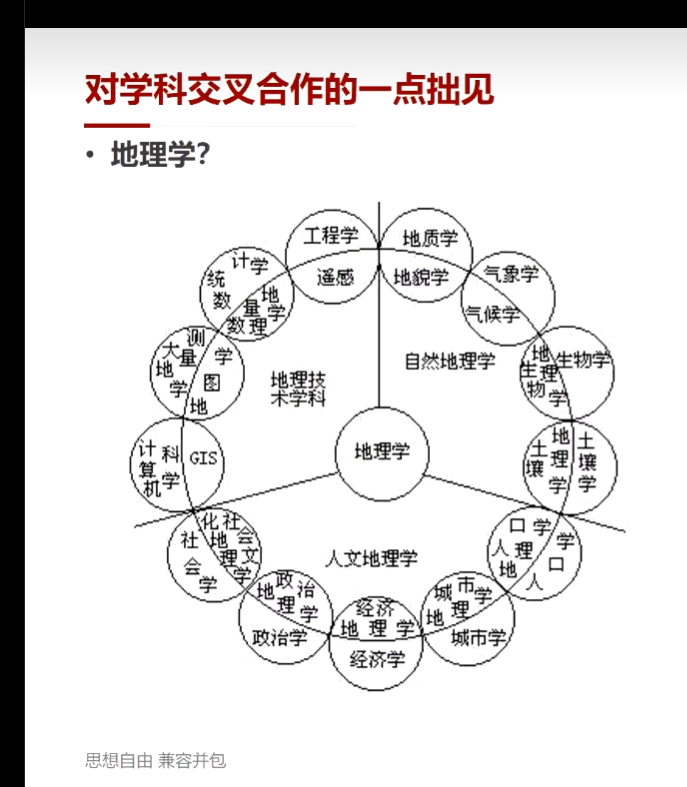 对学科交叉合作的一点拙见
• 地理学?
工程学
遥感
地质学
地貌学
统计学
数量地理学
数
气象学
气候学
大地测量学
地图学
地理技
术学科
自然地理学
生物地理学
生物学
计算机科学
GIS
地理学
土壤地理学
土壤学
社会学
社会文化地理学
人文地理学
人口地理学
人口学
政治地理学
政治学
经济地理学
经济学
城市地理学
城市学
思想自由 兼容并包